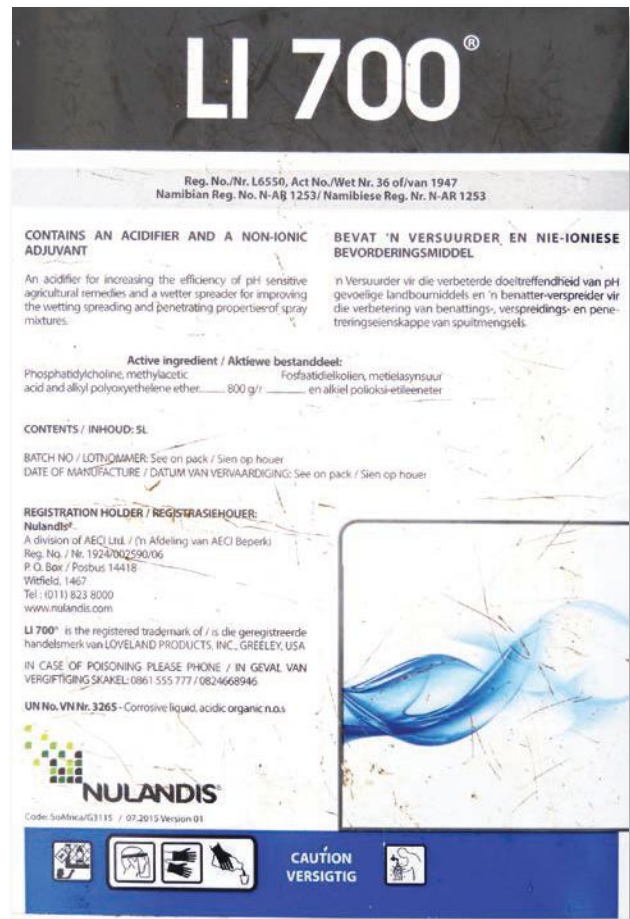 LI 700®
Reg. No./Nr. L6550, Act No./Wet Nr. 36 of/van 1947
Namibian Reg. No. N-AR 1253/ Namibiese Reg. Nr. N-AR 1253
CONTAINS AN ACIDIFIER AND A NON-IONIC
ADJUVANT
An acidifier for increasing the efficiency of pH sensitive
agricultural remedies and a wetter spreader for improving
the wetting spreading and penetrating properties of spray
mixtures.
BEVAT 'N VERSUURDER EN NIE-IONIESE
BEVORDERINGSMIDDEL
'n Versuurder vir die verbeterde doeltreffendheid van pH
gevoelige landboumiddels en 'n benatter-verspreider vir
die verbetering van benattings-, verspreidings- en pene-
treringseienskappe van spuitmengsels.
Active ingredient / Aktiewe bestanddeel:
Phosphatidylcholine, methylacetic Fosfaatidielkolien, metielasynsuur
acid and alkyl polyoxyethelene ether......... 800 g/ℓ ......... en alkiel polioksi-etileeneter
CONTENTS / INHOUD: 5L
BATCH NO / LOTNOMMER: See on pack / Sien op houer
DATE OF MANUFACTURE / DATUM VAN VERVAARDIGING: See on pack / Sien op houer
REGISTRATION HOLDER / REGISTRASIEHOUER:
Nulandis®
A division of AECI Ltd. / ('n Afdeling van AECI Beperk)
Reg. No. / Nr. 1924/002590/06
P. O. Box / Posbus 14418
Witfield, 1467
Tel : (011) 823 8000
www.nulandis.com
LI 700® is the registered trademark of / is die geregistreerde
handelsmerk van LOVELAND PRODUCTS, INC., GREELEY, USA
IN CASE OF POISONING PLEASE PHONE / IN GEVAL VAN
VERGIFTIGING SKAKEL: 0861 555 777 / 0824668946
UN No. VN Nr. 3265 - Corrosive liquid, acidic organic n.o.s
NULANDIS®
Code: SoAfrica/G3115 / 07.2015 Version 01
CAUTION
VERSIGTIG